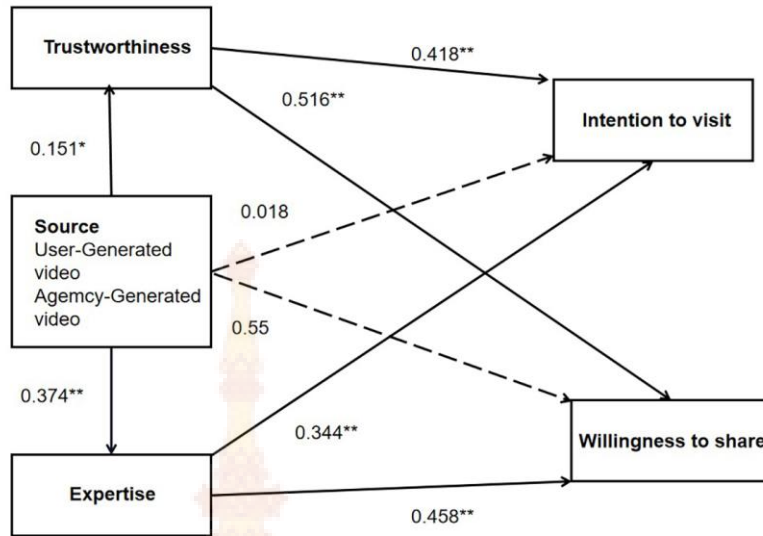 Trustworthiness
0.418**
0.516**
Intention to visit
0.151*
Source
User-Generated
video
Agemcy-Generated
video
0.018
0.55
0.374**
0.344**
Willingness to share
Expertise
0.458**